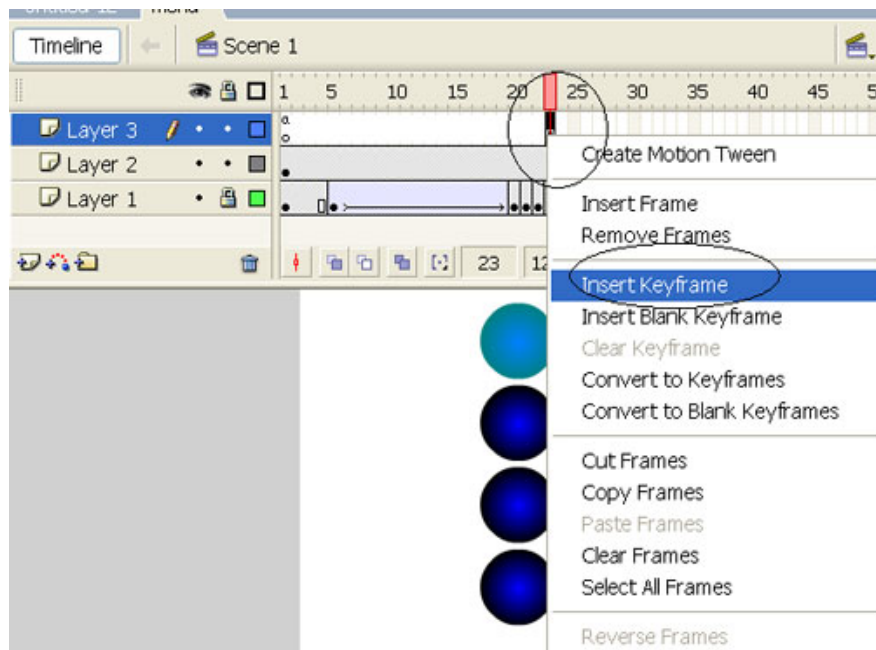 Timeline Scene 1
1 5 10 15 20 25 30 35 40 45
Layer 3
Layer 2
Layer 1
23
Create Motion Tween
Insert Frame
Remove Frames
Insert Keyframe
Insert Blank Keyframe
Clear Keyframe
Convert to Keyframes
Convert to Blank Keyframes
Cut Frames
Copy Frames
Paste Frames
Clear Frames
Select All Frames
Reverse Frames